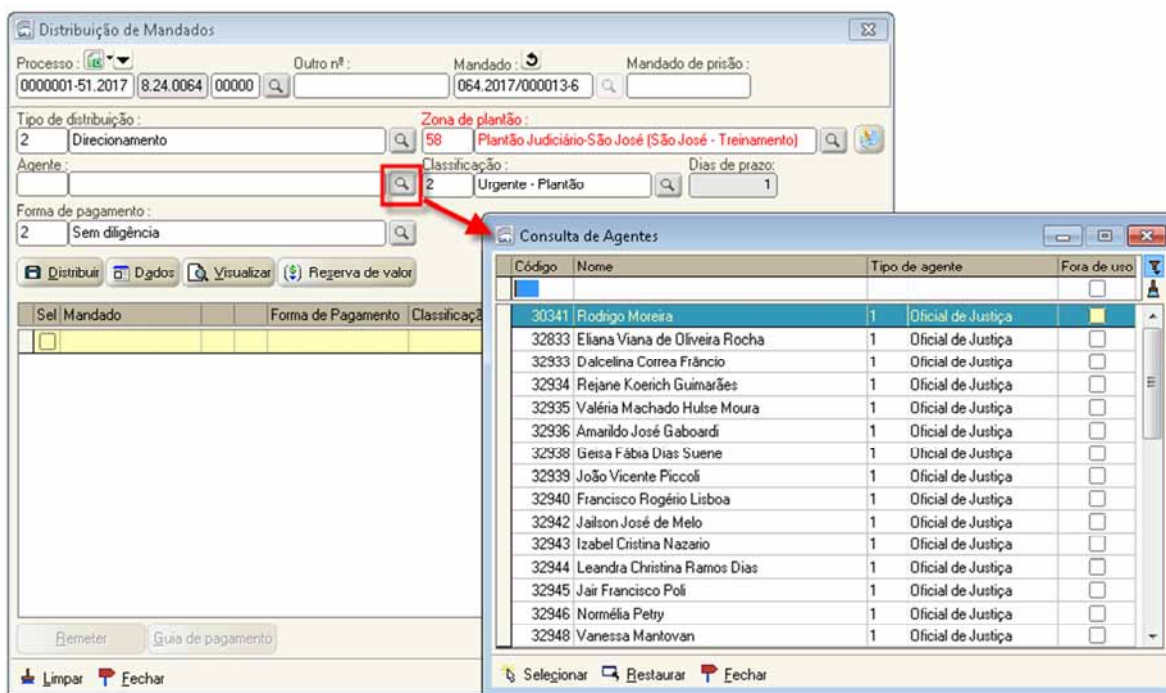 Distribuição de Mandados
Processo : Outro nº : Mandado : Mandado de prisão :
0000001-51.2017 8.24.0064 00000 064.2017/000013-6
Tipo de distribuição : Zona de plantão :
2 Direcionamento 58 Plantão Judiciário-São José (São José - Treinamento)
Agente : Classificação : Dias de prazo:
2 Urgente - Plantão 1
Forma de pagamento :
2 Sem diligência
Distribuir Dados Visualizar Reserva de valor
Sel Mandado Forma de Pagamento Classificaçã
Remeter Guia de pagamento
Limpar Fechar
Consulta de Agentes
Código Nome Tipo de agente Fora de uso
30341 Rodrigo Moreira 1 Oficial de Justiça
32833 Eliana Viana de Oliveira Rocha 1 Oficial de Justiça
32933 Dalcelina Correa Frâncio 1 Oficial de Justiça
32934 Rejane Koerich Guimarães 1 Oficial de Justiça
32935 Valéria Machado Hulse Moura 1 Oficial de Justiça
32936 Amarildo José Gaboardi 1 Oficial de Justiça
32938 Geisa Fábia Dias Suene 1 Oficial de Justiça
32939 João Vicente Piccoli 1 Oficial de Justiça
32940 Francisco Rogério Lisboa 1 Oficial de Justiça
32942 Jailson José de Melo 1 Oficial de Justiça
32943 Izabel Cristina Nazario 1 Oficial de Justiça
32944 Leandra Christina Ramos Dias 1 Oficial de Justiça
32945 Jair Francisco Poli 1 Oficial de Justiça
32946 Normélia Petry 1 Oficial de Justiça
32948 Vanessa Mantovan 1 Oficial de Justiça
Selecionar Restaurar Fechar